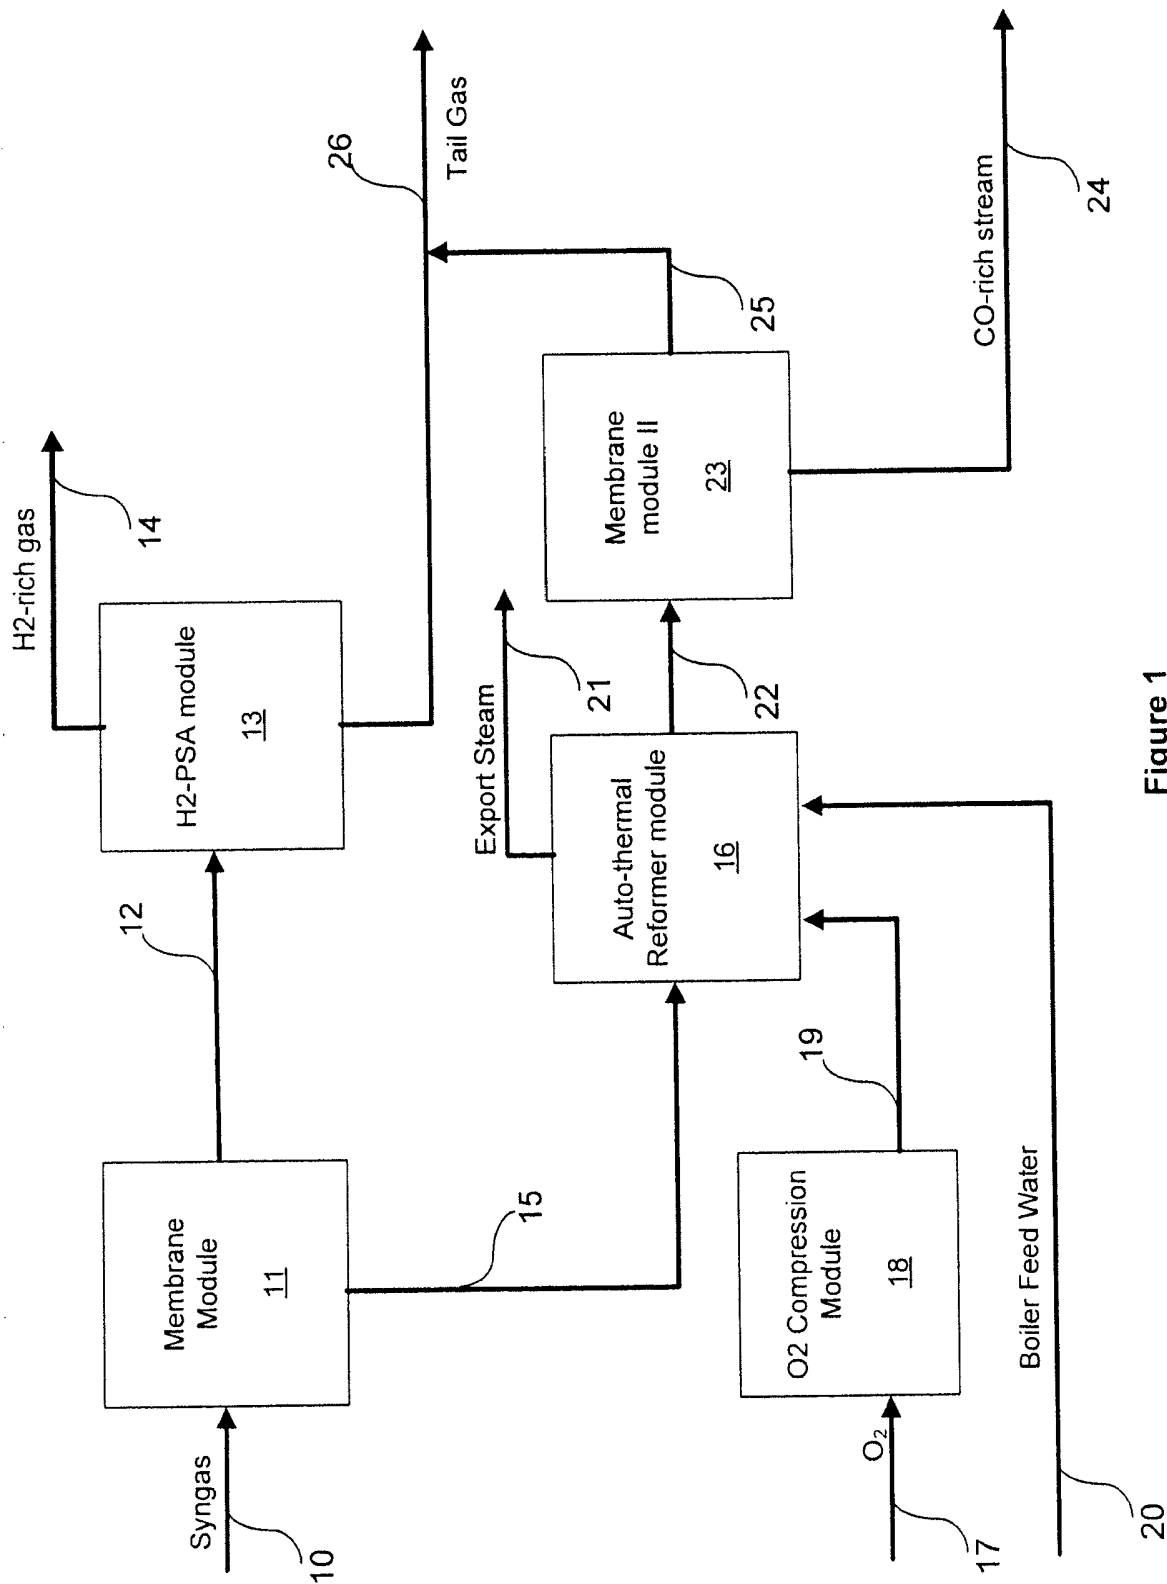 Syngas
10
Membrane
Module
11
12
H2-PSA module
13
H2-rich gas
14
26
Tail Gas
15
Export Steam
21
Auto-thermal
Reformer module
16
22
Membrane
module II
23
25
CO-rich stream
24
O2
17
O2 Compression
Module
18
19
Boiler Feed Water
20
Figure 1